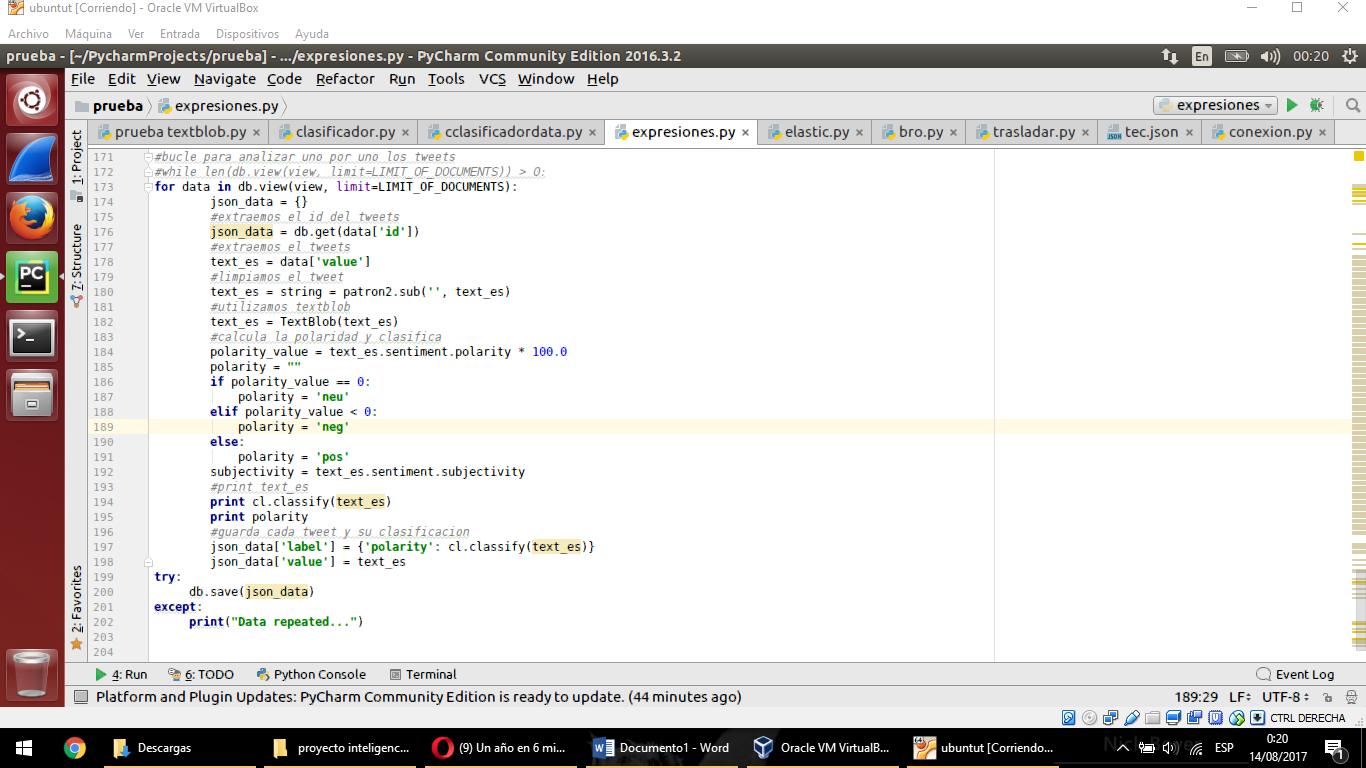 ubuntut [Corriendo] - Oracle VM VirtualBox
Archivo Máquina Ver Entrada Dispositivos Ayuda
prueba - [~/PycharmProjects/prueba] - .../expresiones.py - PyCharm Community Edition 2016.3.2
En 00:20
File Edit View Navigate Code Refactor Run Tools VCS Window Help
prueba expresiones.py expresiones
prueba textblob.py clasificador.py cclasificadordata.py expresiones.py elastic.py bro.py trasladar.py tec.json conexion.py
1: Project
7: Structure
2: Favorites
171 #bucle para analizar uno por uno los tweets
172 #while len(db.view(view, limit=LIMIT_OF_DOCUMENTS)) > 0:
173 for data in db.view(view, limit=LIMIT_OF_DOCUMENTS):
174 json_data = {}
175 #extraemos el id del tweets
176 json_data = db.get(data['id'])
177 #extraemos el tweets
178 text_es = data['value']
179 #limpiamos el tweet
180 text_es = string = patron2.sub('', text_es)
181 #utilizamos textblob
182 text_es = TextBlob(text_es)
183 #calcula la polaridad y clasifica
184 polarity_value = text_es.sentiment.polarity * 100.0
185 polarity = ""
186 if polarity_value == 0:
187 polarity = 'neu'
188 elif polarity_value < 0:
189 polarity = 'neg'
190 else:
191 polarity = 'pos'
192 subjectivity = text_es.sentiment.subjectivity
193 #print text_es
194 print cl.classify(text_es)
195 print polarity
196 #guarda cada tweet y su clasificacion
197 json_data['label'] = {'polarity': cl.classify(text_es)}
198 json_data['value'] = text_es
199 try:
200 db.save(json_data)
201 except:
202 print("Data repeated...")
203
204
4: Run 6: TODO Python Console Terminal Event Log
Platform and Plugin Updates: PyCharm Community Edition is ready to update. (44 minutes ago) 189:29 LF UTF-8
CTRL DERECHA
Descargas proyecto inteligenc... (9) Un año en 6 mi... Documento1 - Word Oracle VM VirtualB... ubuntut [Corriendo... ESP 0:20
14/08/2017